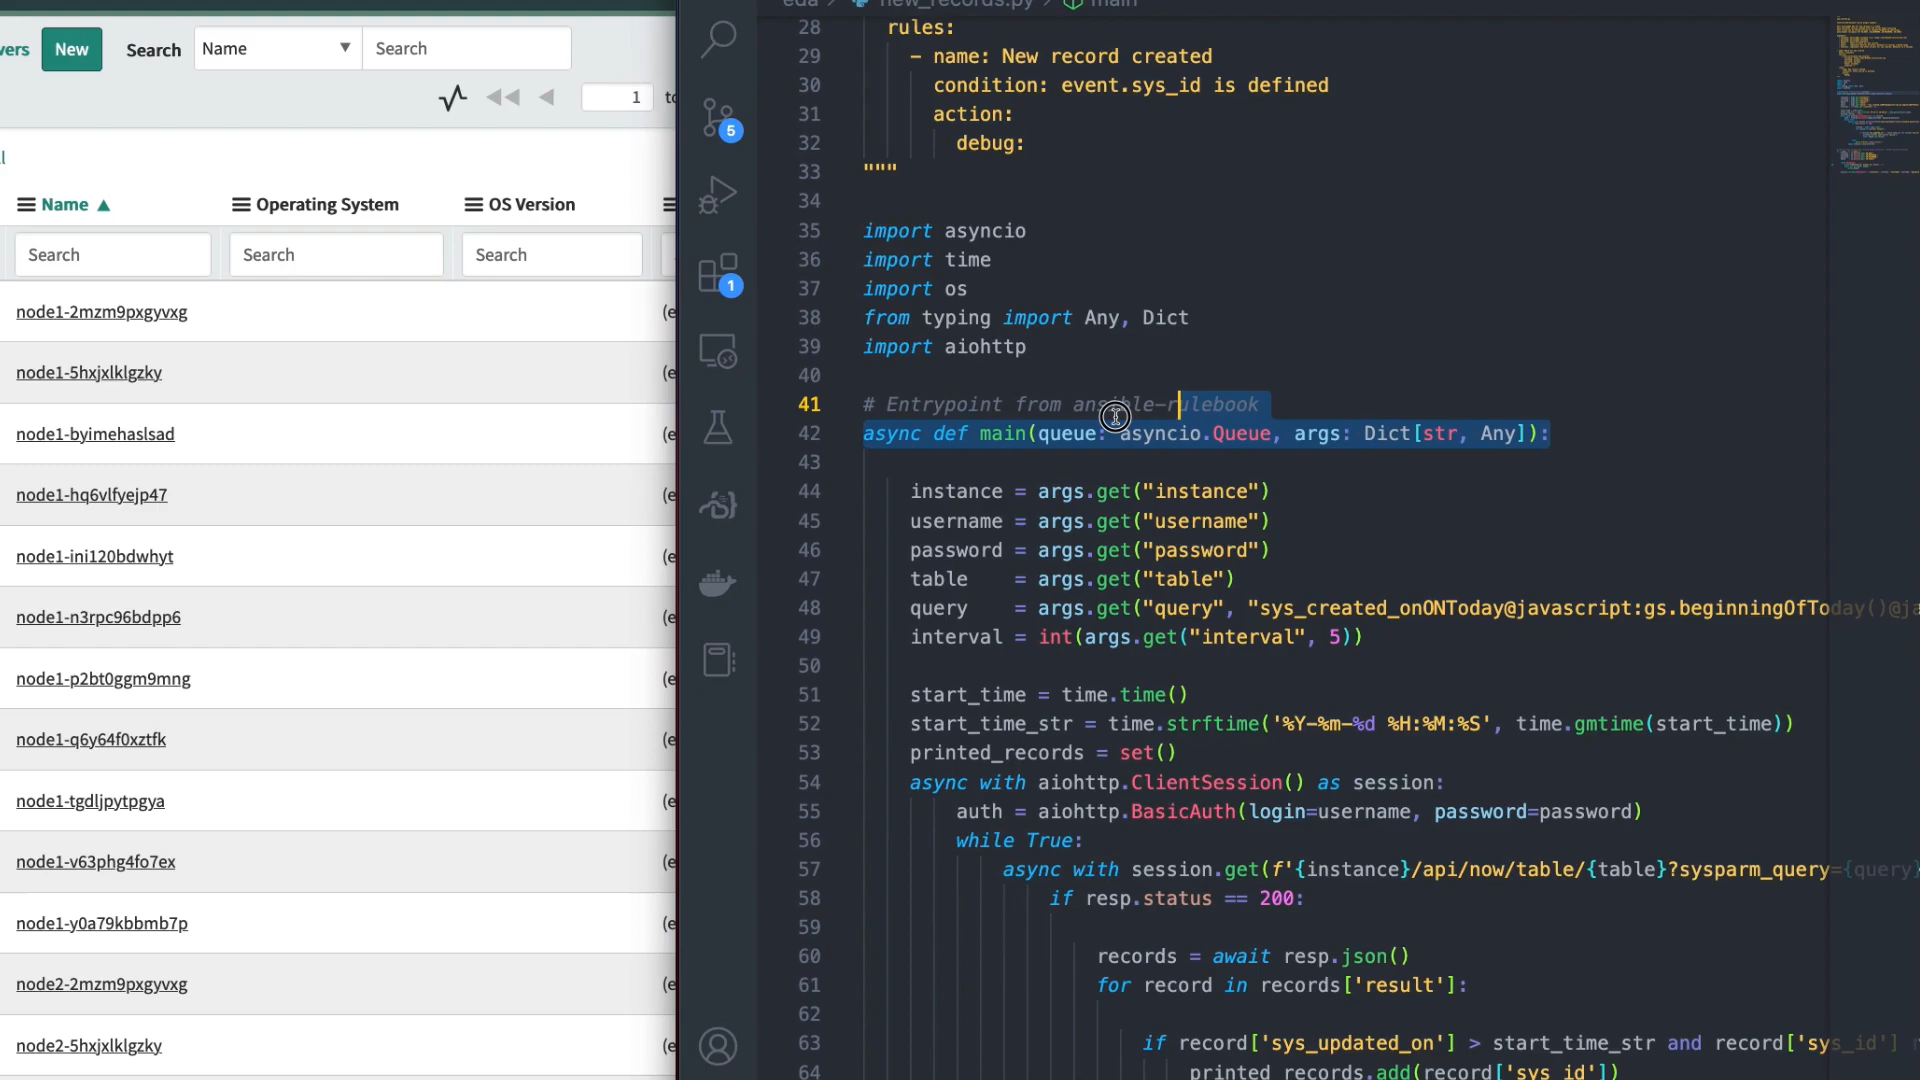 vers
New
Search
Name
Search
1
to
Name
Operating System
OS Version
Search
Search
Search
node1-2mzm9pxgyvxg
(e
node1-5hxjxlklgzky
(e
node1-byimehaslsad
(e
node1-hq6vlfyejp47
(e
node1-ini120bdwhyt
(e
node1-n3rpc96bdpp6
(e
node1-p2bt0ggm9mng
(e
node1-q6y64f0xztfk
(e
node1-tgdljpytpgya
(e
node1-v63phg4fo7ex
(e
node1-y0a79kbbmb7p
(e
node2-2mzm9pxgyvxg
(e
node2-5hxjxlklgzky
(e
5
1
eda > new_records.py > main
28 rules:
29 - name: New record created
30 condition: event.sys_id is defined
31 action:
32 debug:
33 """
34
35 import asyncio
36 import time
37 import os
38 from typing import Any, Dict
39 import aiohttp
40
41 # Entrypoint from ansible-rulebook
42 async def main(queue: asyncio.Queue, args: Dict[str, Any]):
43
44 instance = args.get("instance")
45 username = args.get("username")
46 password = args.get("password")
47 table    = args.get("table")
48 query    = args.get("query", "sys_created_onONToday@javascript:gs.beginningOfToday()@ja
49 interval = int(args.get("interval", 5))
50
51 start_time = time.time()
52 start_time_str = time.strftime('%Y-%m-%d %H:%M:%S', time.gmtime(start_time))
53 printed_records = set()
54 async with aiohttp.ClientSession() as session:
55 auth = aiohttp.BasicAuth(login=username, password=password)
56 while True:
57 async with session.get(f'{instance}/api/now/table/{table}?sysparm_query={query}
58 if resp.status == 200:
59
60 records = await resp.json()
61 for record in records['result']:
62
63 if record['sys_updated_on'] > start_time_str and record['sys_id']
64 printed_records.add(record['sys_id'])